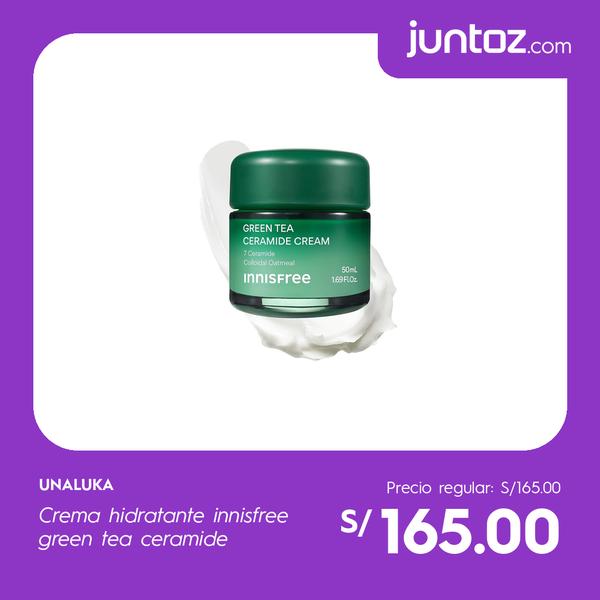 juntoz.com
GREEN TEA
CERAMIDE CREAM
7 Ceramide
Colloidal Oatmeal
innisfree
50mL
1.69Fl.Oz.
UNALUKA
Crema hidratante innisfree
green tea ceramide
Precio regular: S/165.00
S/165.00